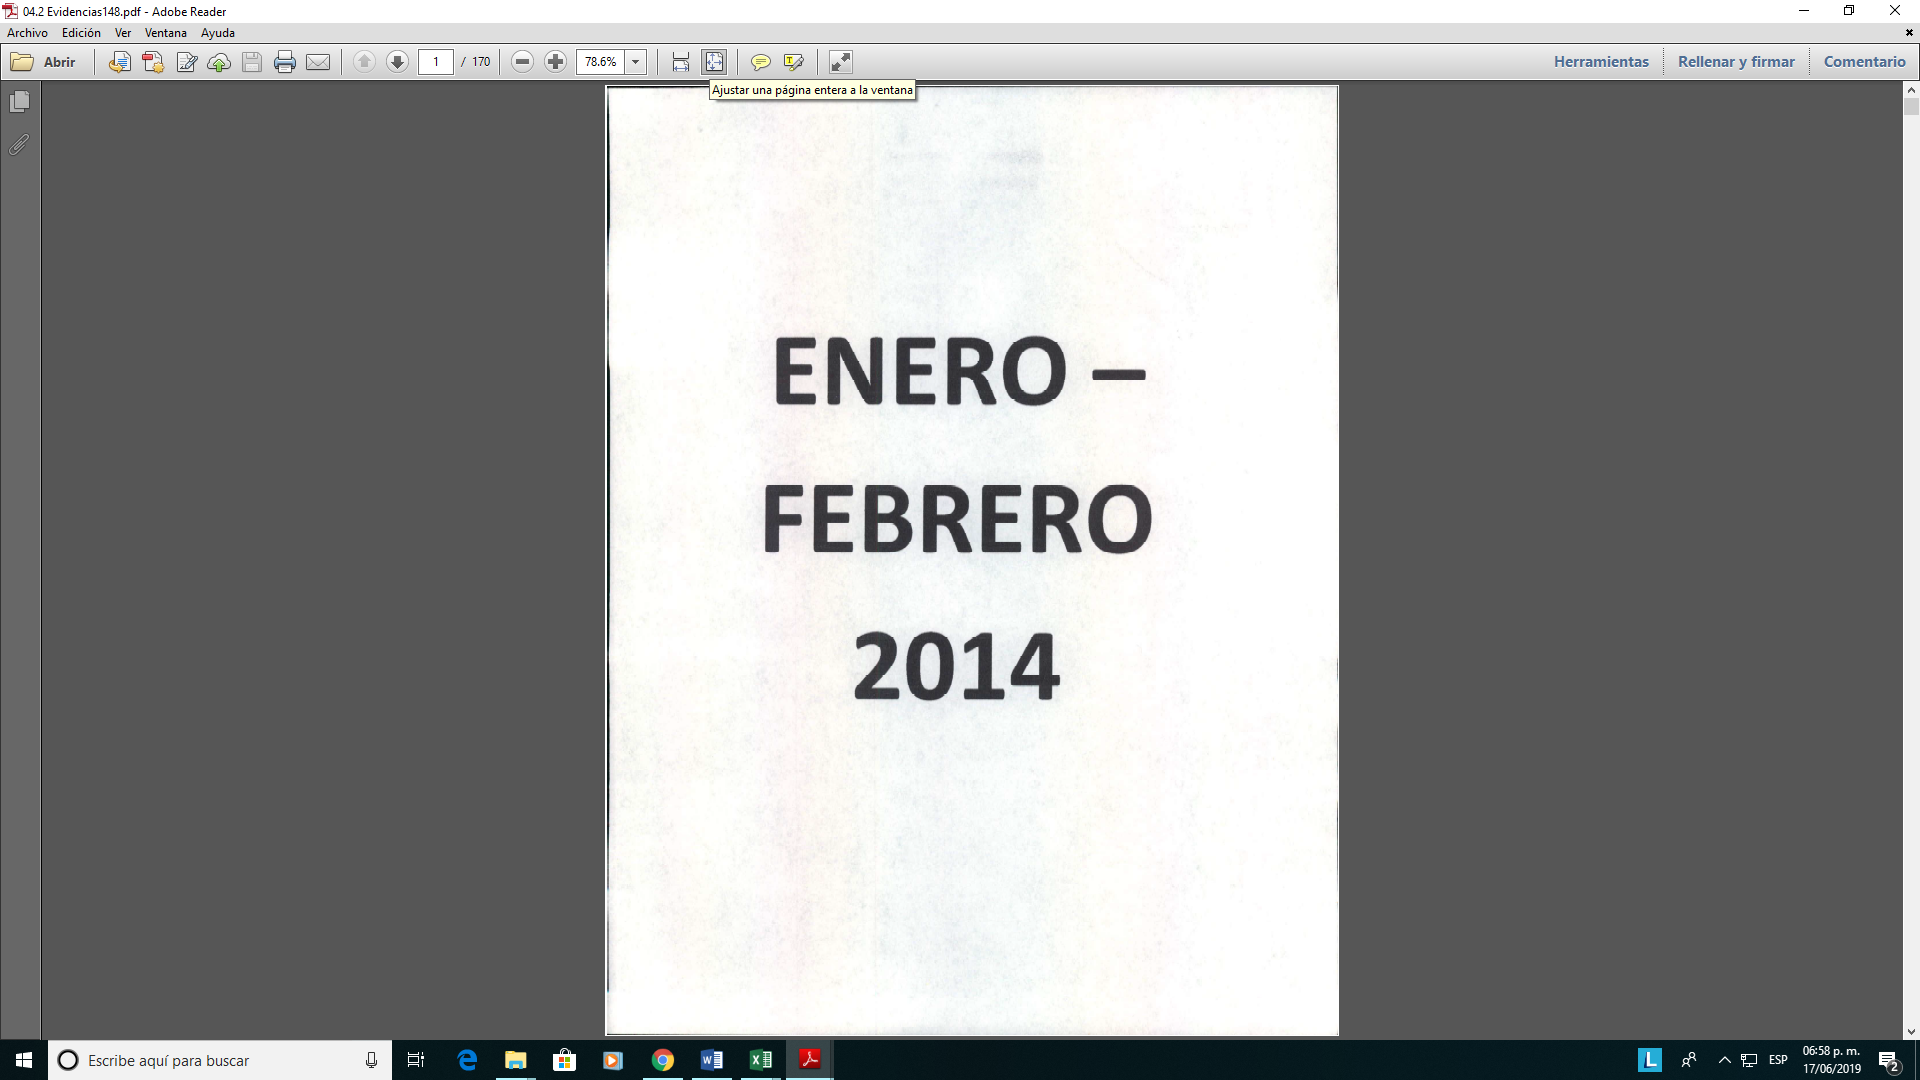 04.2 Evidencias148.pdf - Adobe Reader
Archivo Edición Ver Ventana Ayuda
Abrir 1 / 170 78.6% Herramientas Rellenar y firmar Comentario
Ajustar una página entera a la ventana
ENERO –
FEBRERO
2014
Escribe aquí para buscar
L ESP 06:58 p. m.
17/06/2019 2